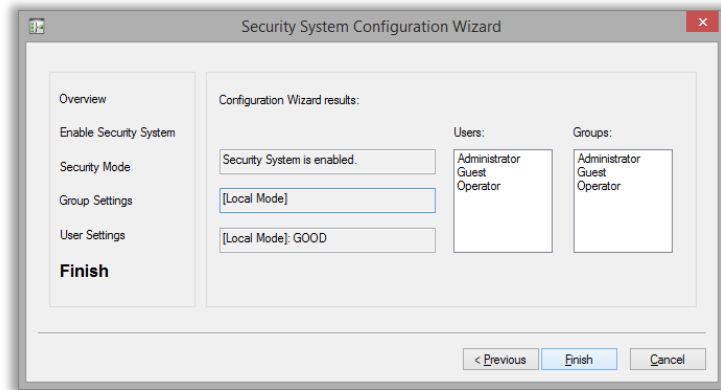 Security System Configuration Wizard
Overview
Enable Security System
Security Mode
Group Settings
User Settings
Finish
Configuration Wizard results:
Security System is enabled.
[Local Mode]
[Local Mode]: GOOD
Users:
Administrator
Guest
Operator
Groups:
Administrator
Guest
Operator
< Previous
Finish
Cancel